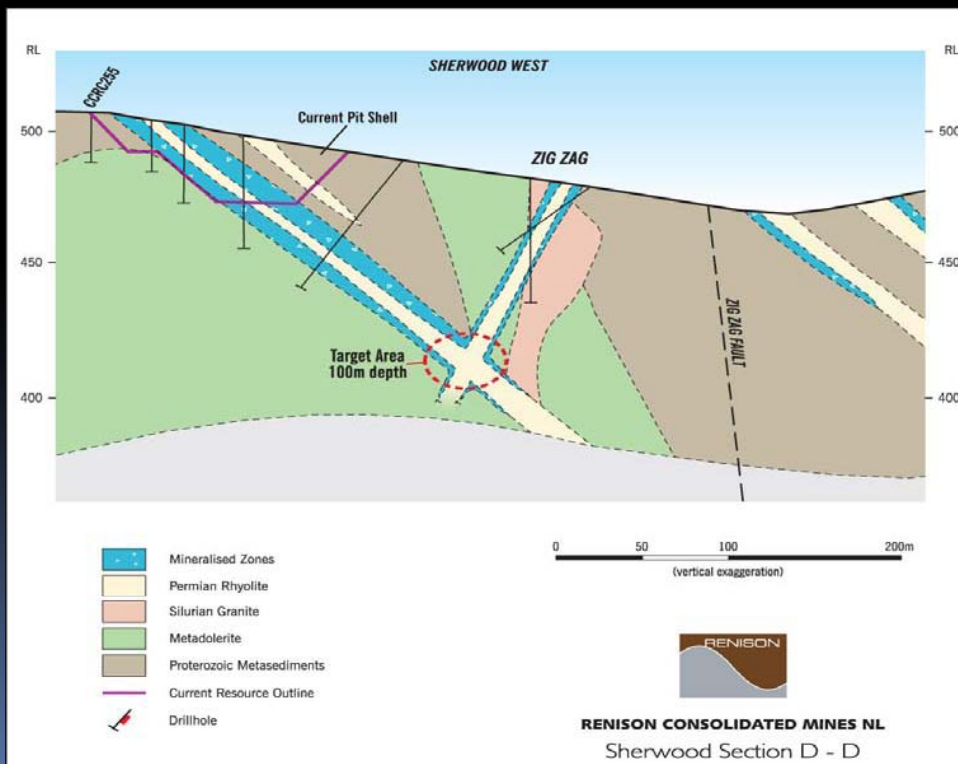 RL
RL
SHERWOOD WEST
CCRC255
Current Pit Shell
500
500
ZIG ZAG
450
450
ZIG ZAG FAULT
Target Area
100m depth
400
400
Mineralised Zones
Permian Rhyolite
Silurian Granite
Metadolerite
Proterozoic Metasediments
Current Resource Outline
Drillhole
0 50 100 200m
(vertical exaggeration)
RENISON
RENISON CONSOLIDATED MINES NL
Sherwood Section D - D